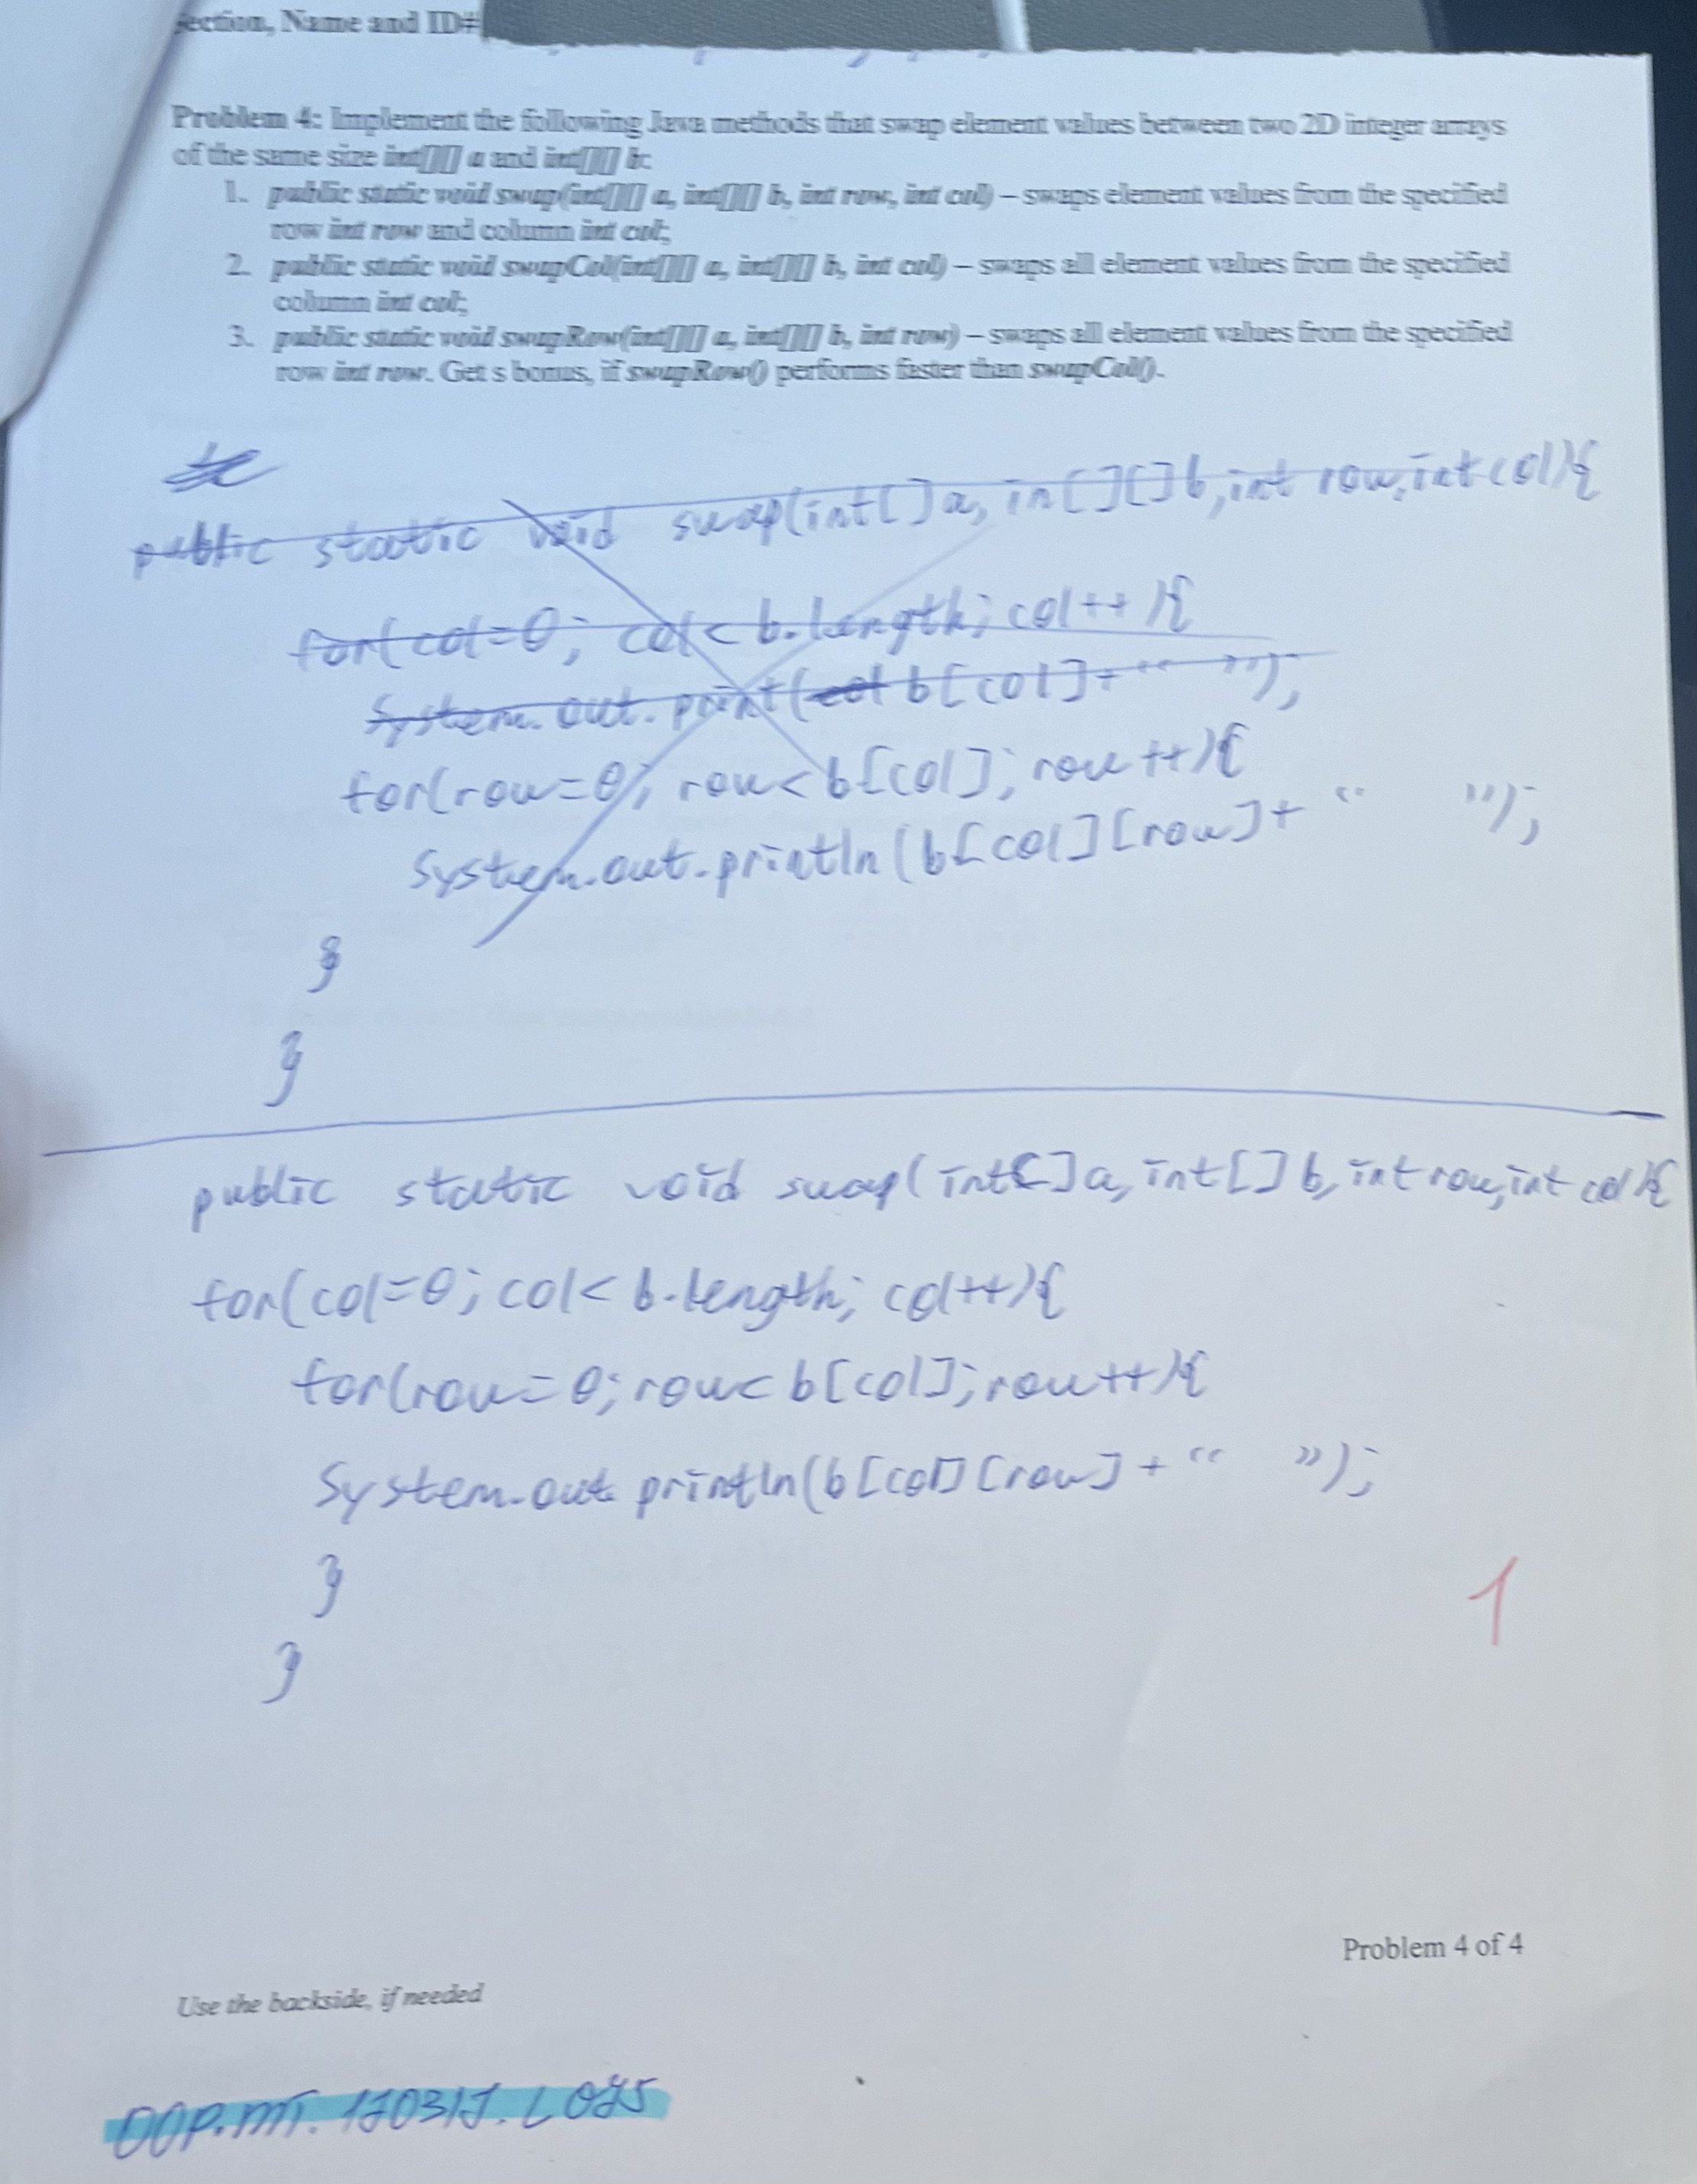 ection, Name and ID#
Problem 4: Implement the following Java methods that swap element values between two 2D integer arrays
of the same size int[][] a and int[][] b:
1. public static void swap(int[][] a, int[][] b, int row, int col) – swaps element values from the specified
row int row and column int col;
2. public static void swapCol(int[][] a, int[][] b, int col) – swaps all element values from the specified
column int col;
3. public static void swapRow(int[][] a, int[][] b, int row) – swaps all element values from the specified
row int row. Get s bonus, if swapRow() performs faster than swapCol().
public static void swap(int[]a, in[][]b,int row,int col){
for(col=0; col<b.length; col++){
System.out.print(col b[col]+“ ”);
for(row=0; row<b[col]; row++){
System.out.println(b[col][row]+“ ”);
}
}
public static void swap(int[]a,int[]b,int row,int col){
for(col=0;col<b.length; col++){
for(row=0;row<b[col];row++){
System.out println(b[col][row]+“ ”);
}
1
}
Problem 4 of 4
Use the backside, if needed